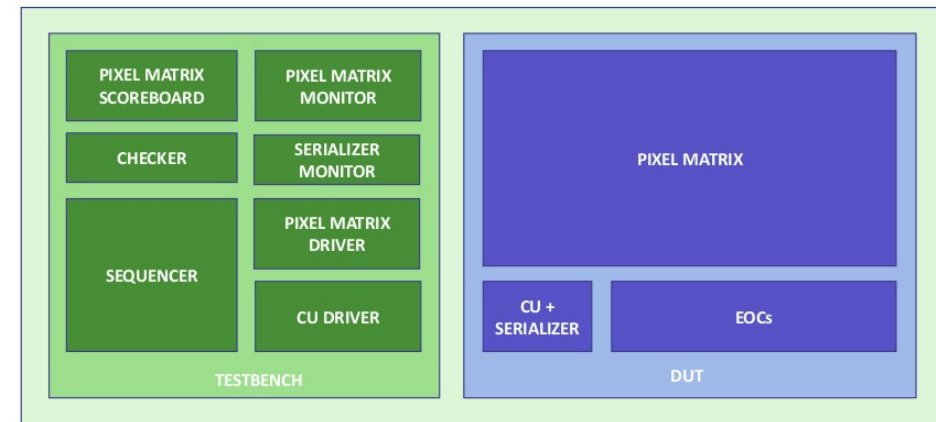 PIXEL MATRIX
SCOREBOARD
PIXEL MATRIX
MONITOR
CHECKER
SERIALIZER
MONITOR
SEQUENCER
PIXEL MATRIX
DRIVER
CU DRIVER
TESTBENCH
PIXEL MATRIX
CU +
SERIALIZER
EOCs
DUT